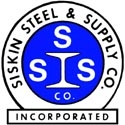 SISKIN STEEL & SUPPLY CO.
S
S S
CO.
INCORPORATED